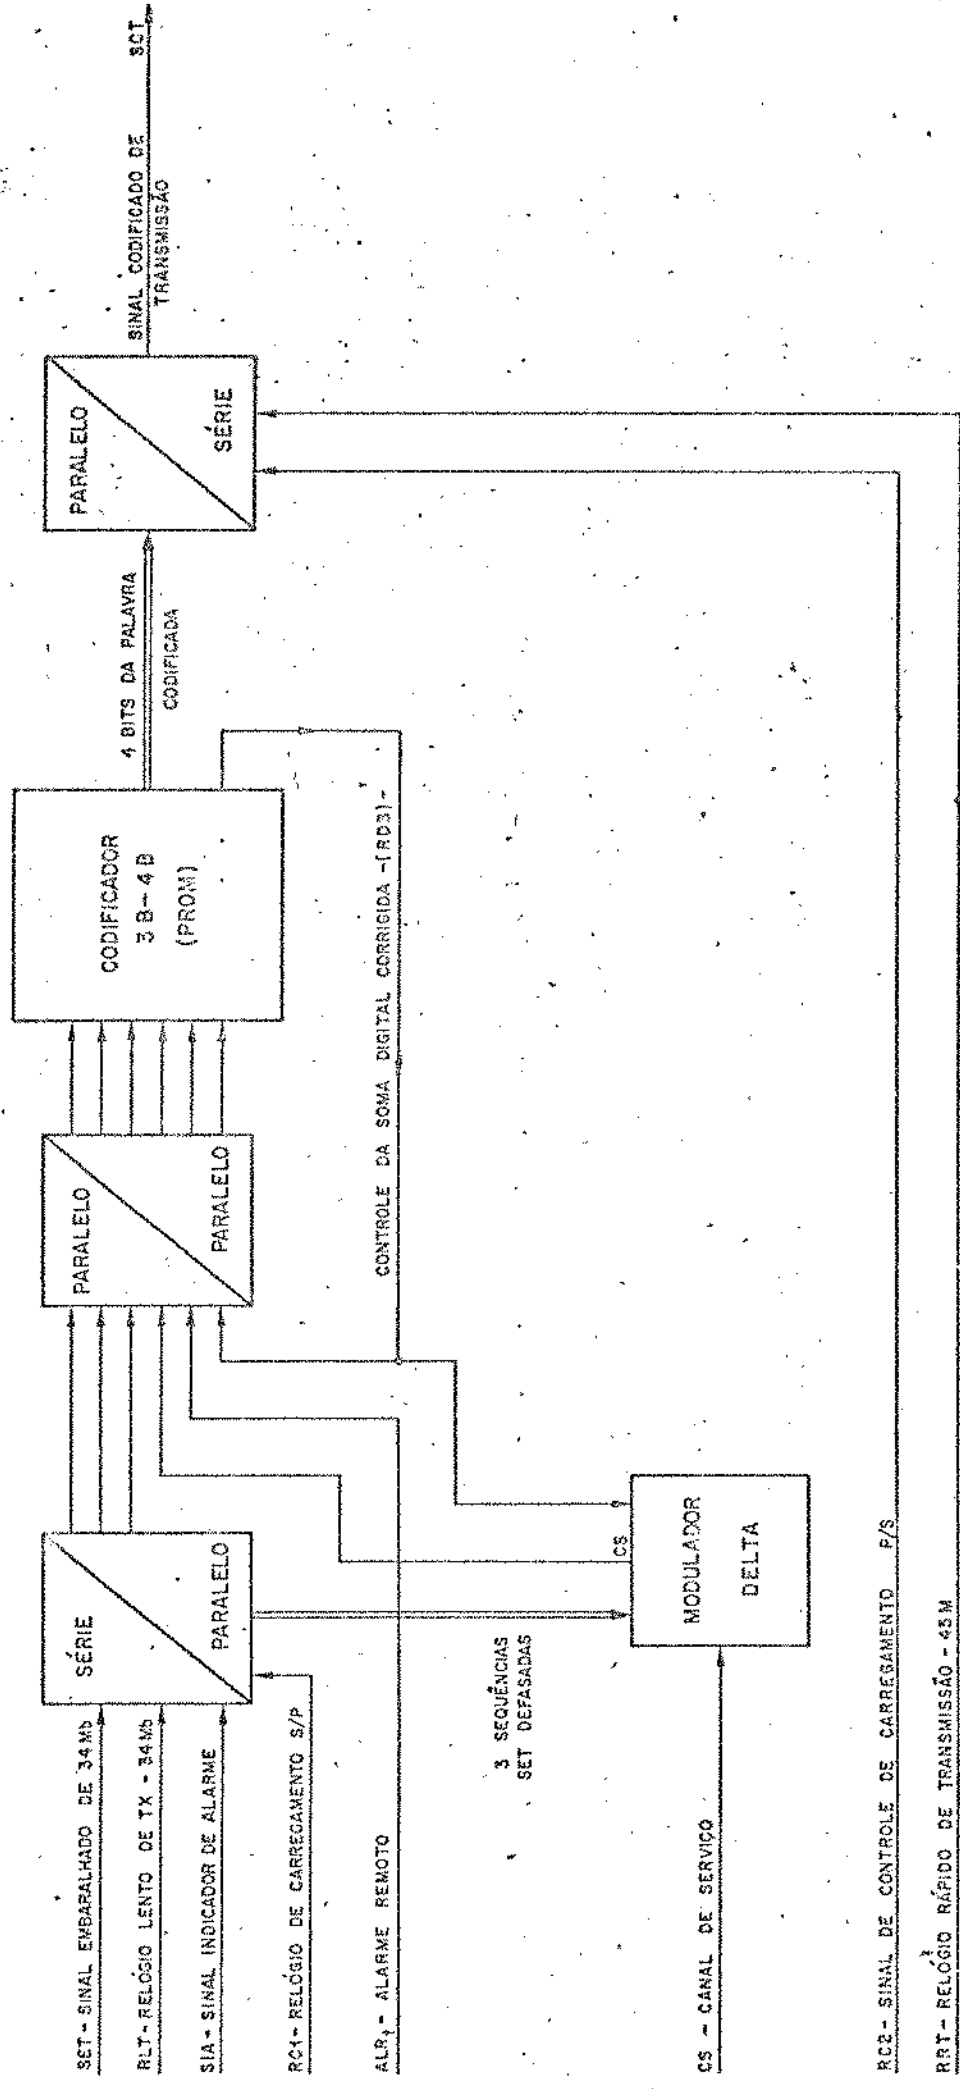 SET - SINAL EMBARALHADO DE 34 Mb
RLT - RELÓGIO LENTO DE TX - 34 Mb
SIA - SINAL INDICADOR DE ALARME
RC1 - RELÓGIO DE CARREGAMENTO S/P
ALRt - ALARME REMOTO
CS - CANAL DE SERVIÇO
RC2 - SINAL DE CONTROLE DE CARREGAMENTO P/S
RRT - RELÓGIO RÁPIDO DE TRANSMISSÃO - 45 M
SÉRIE
PARALELO
3 SEQUÊNCIAS
SET DEFASADAS
CS
MODULADOR
DELTA
PARALELO
PARALELO
CONTROLE DA SOMA DIGITAL CORRIGIDA - (RD3) -
CODIFICADOR
3 B - 4 B
(PROM)
4 BITS DA PALAVRA
CODIFICADA
PARALELO
SÉRIE
SINAL CODIFICADO DE SCT
TRANSMISSÃO